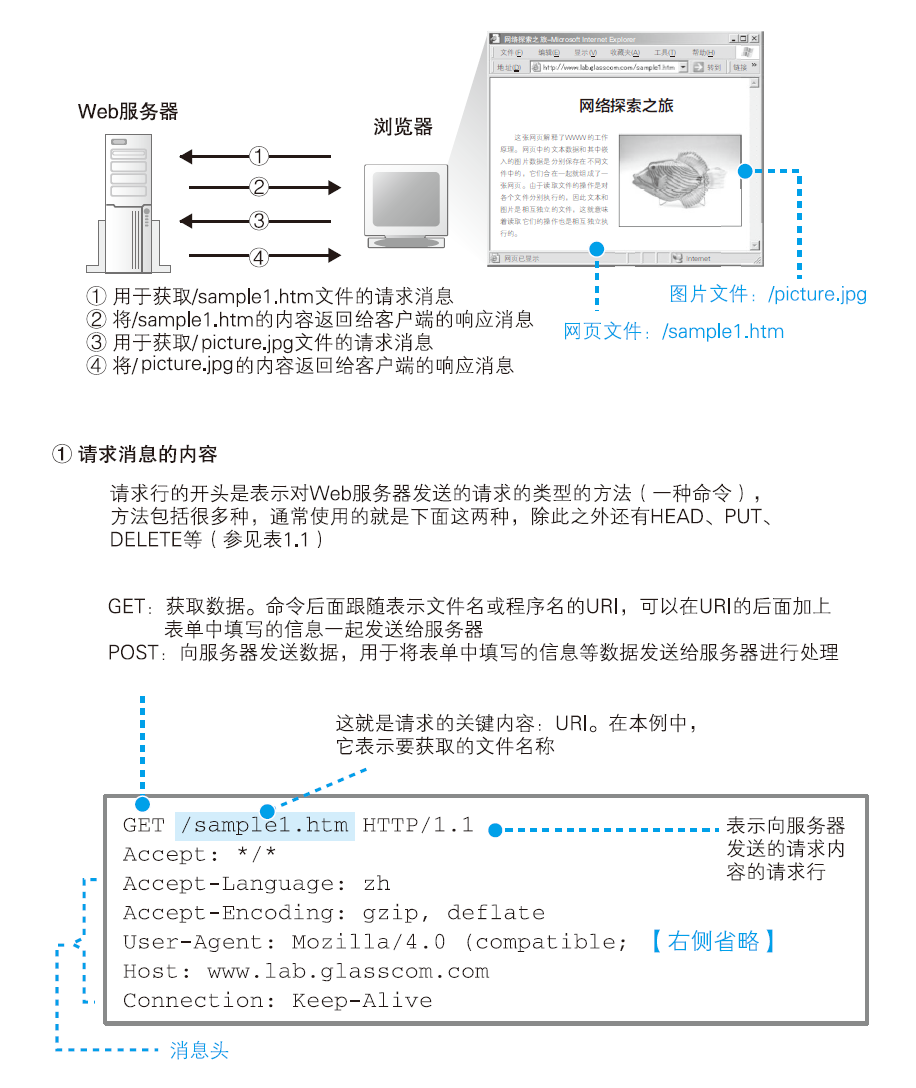 Web服务器
浏览器
网络探索之旅-Microsoft Internet Explorer
文件(F) 编辑(E) 显示(V) 收藏夹(A) 工具(T) 帮助(H)
地址(D) http://www.lab.glasscom.com/sample1.htm 转到 链接 »
网络探索之旅
这张网页解释了WWW的工作
原理。网页中的文本数据和其中嵌
入的图片数据是分别保存在不同文
件中的，它们合在一起就组成了一
张网页。由于读取文件的操作是对
各个文件分别执行的，因此文本和
图片是相互独立的文件，这就意味
着读取它们的操作也是相互独立执
行的。
网页已显示 Internet
①
②
③
④
图片文件：/picture.jpg
网页文件：/sample1.htm
① 用于获取/sample1.htm文件的请求消息
② 将/sample1.htm的内容返回给客户端的响应消息
③ 用于获取/picture.jpg文件的请求消息
④ 将/picture.jpg的内容返回给客户端的响应消息
① 请求消息的内容
请求行的开头是表示对Web服务器发送的请求的类型的方法（一种命令），
方法包括很多种，通常使用的就是下面这两种，除此之外还有HEAD、PUT、
DELETE等（参见表1.1）
GET：获取数据。命令后面跟随表示文件名或程序名的URI，可以在URI的后面加上
表单中填写的信息一起发送给服务器
POST：向服务器发送数据，用于将表单中填写的信息等数据发送给服务器进行处理
这就是请求的关键内容：URI。在本例中，
它表示要获取的文件名称
GET /sample1.htm HTTP/1.1
表示向服务器
发送的请求内
容的请求行
Accept: */*
Accept-Language: zh
Accept-Encoding: gzip, deflate
User-Agent: Mozilla/4.0 (compatible; 【右侧省略】
Host: www.lab.glasscom.com
Connection: Keep-Alive
消息头